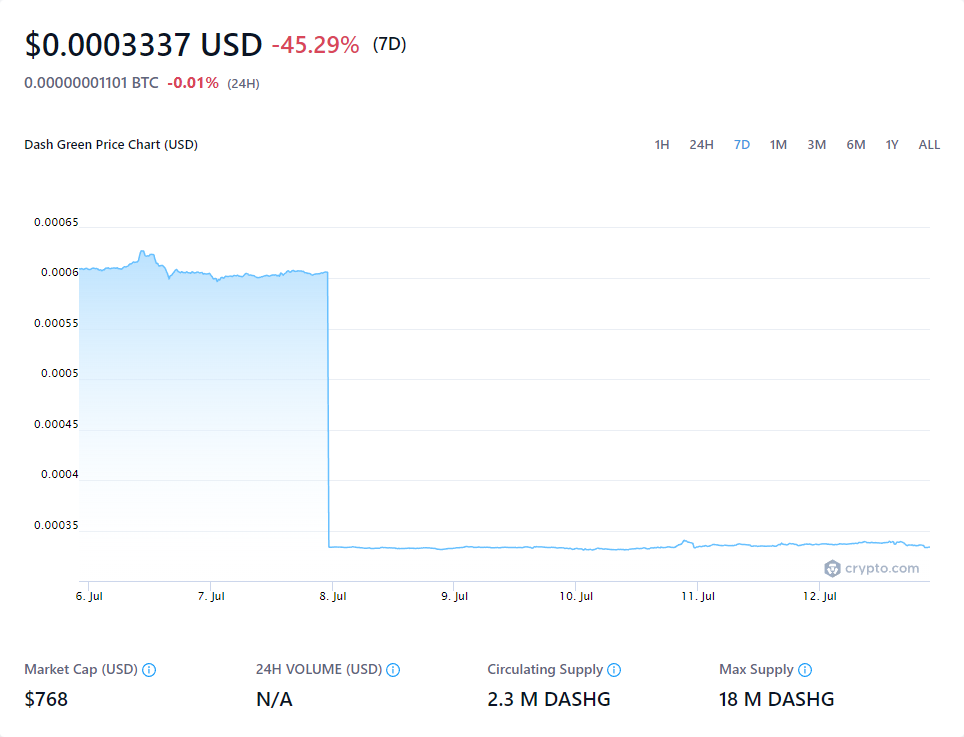 $0.0003337 USD -45.29% (7D)
0.00000001101 BTC -0.01% (24H)
Dash Green Price Chart (USD) 1H 24H 7D 1M 3M 6M 1Y ALL
0.00065
0.0006
0.00055
0.0005
0.00045
0.0004
0.00035
crypto.com
6. Jul 7. Jul 8. Jul 9. Jul 10. Jul 11. Jul 12. Jul
Market Cap (USD) 24H VOLUME (USD) Circulating Supply Max Supply
$768 N/A 2.3 M DASHG 18 M DASHG